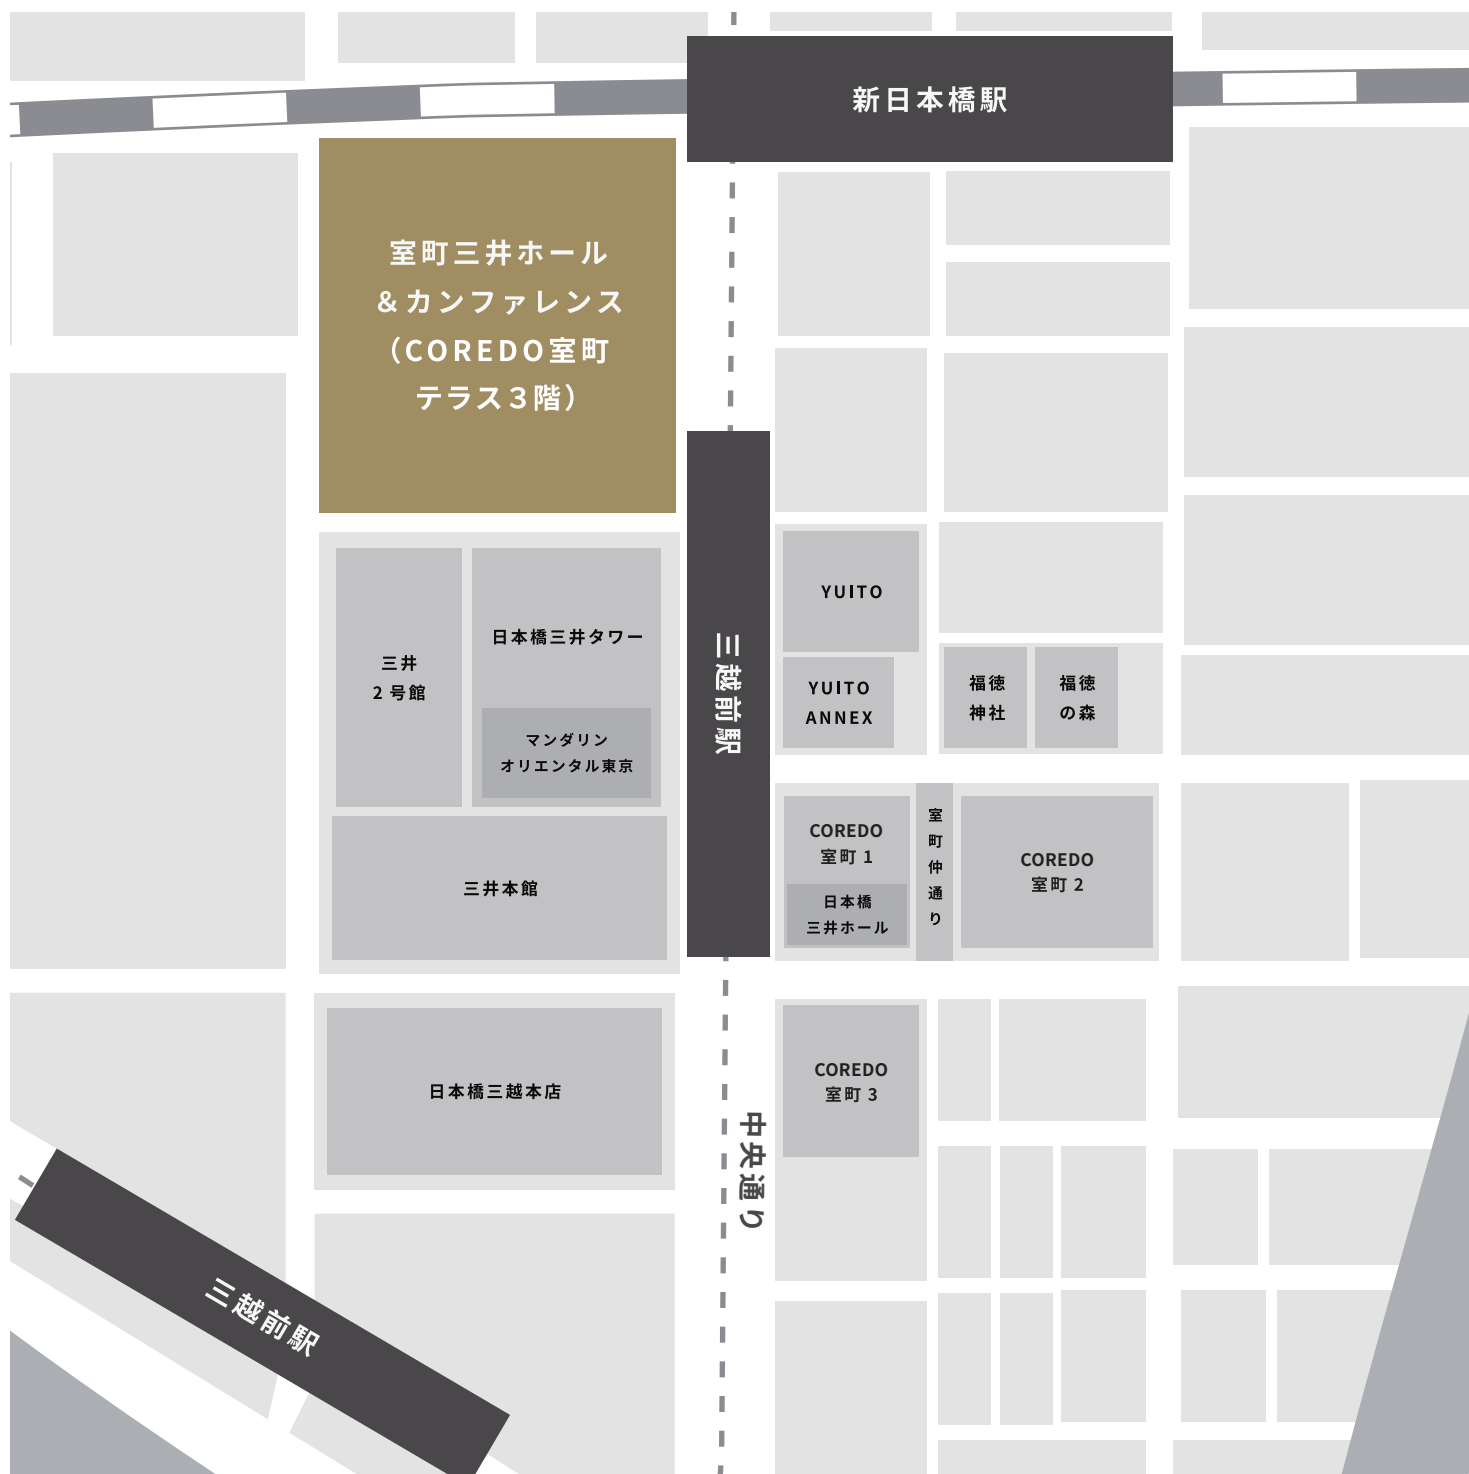 新日本橋駅
室町三井ホール
＆カンファレンス
（COREDO室町
テラス３階）
三越前駅
YUITO
日本橋三井タワー
三井
2 号館
YUITO
ANNEX
福徳
神社
福徳
の森
マンダリン
オリエンタル東京
COREDO
室町 1
日本橋
三井ホール
室町仲通り
COREDO
室町 2
三井本館
日本橋三越本店
COREDO
室町 3
中央通り
三越前駅